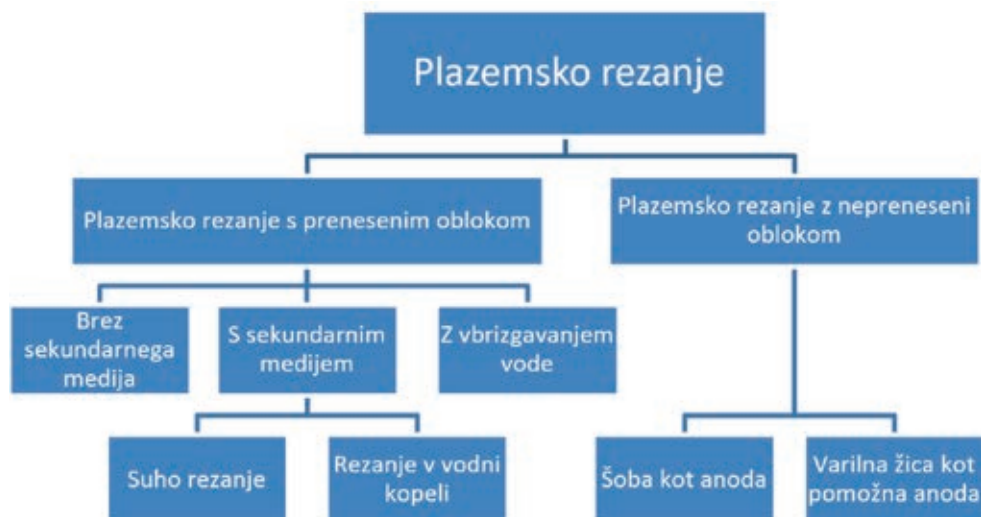 Plazemsko rezanje
Plazemsko rezanje s prenesenim oblokom
Plazemsko rezanje z nepreneseni
oblokom
Brez
sekundarnega
medija
S sekundarnim
medijem
Z vbrizgavanjem
vode
Suho rezanje
Rezanje v vodni
kopeli
Šoba kot anoda
Varilna žica kot
pomožna anoda